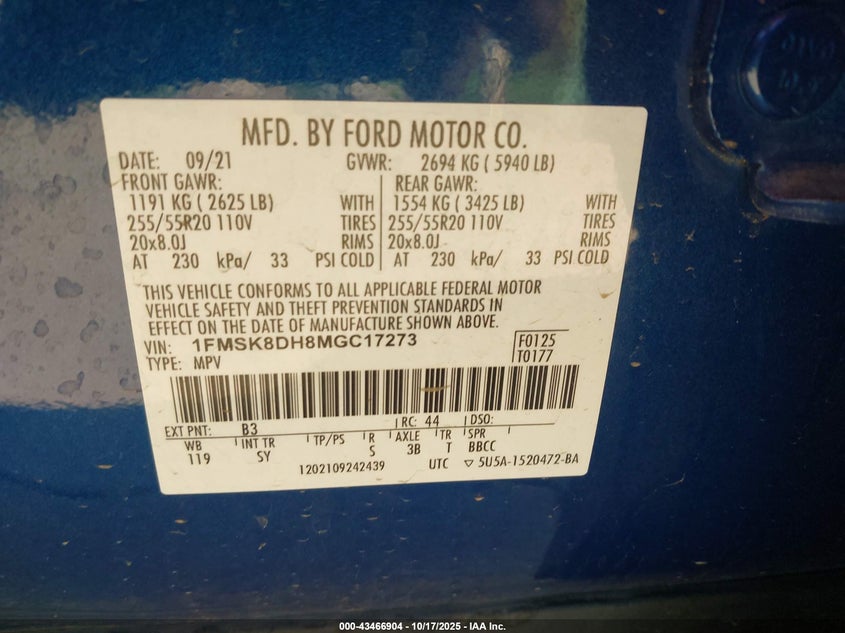 MFD. BY FORD MOTOR CO.
DATE: 09/21 GVWR: 2694 KG ( 5940 LB)
FRONT GAWR: REAR GAWR:
1191 KG ( 2625 LB) WITH 1554 KG ( 3425 LB) WITH
255/55R20 110V TIRES 255/55R20 110V TIRES
20x8.0J RIMS 20x8.0J RIMS
AT 230 kPa/ 33 PSI COLD AT 230 kPa/ 33 PSI COLD
THIS VEHICLE CONFORMS TO ALL APPLICABLE FEDERAL MOTOR
VEHICLE SAFETY AND THEFT PREVENTION STANDARDS IN
EFFECT ON THE DATE OF MANUFACTURE SHOWN ABOVE.
VIN: 1FMSK8DH8MGC17273 F0125
TYPE: MPV T0177
EXT PNT: B3 RC: 44 DSO:
WB INT TR TP/PS R AXLE TR SPR
119 SY S 3B T BBCC
1202109242439 UTC ▽ 5U5A-1520472-BA
000-43466904 | 10/17/2025 - IAA Inc.